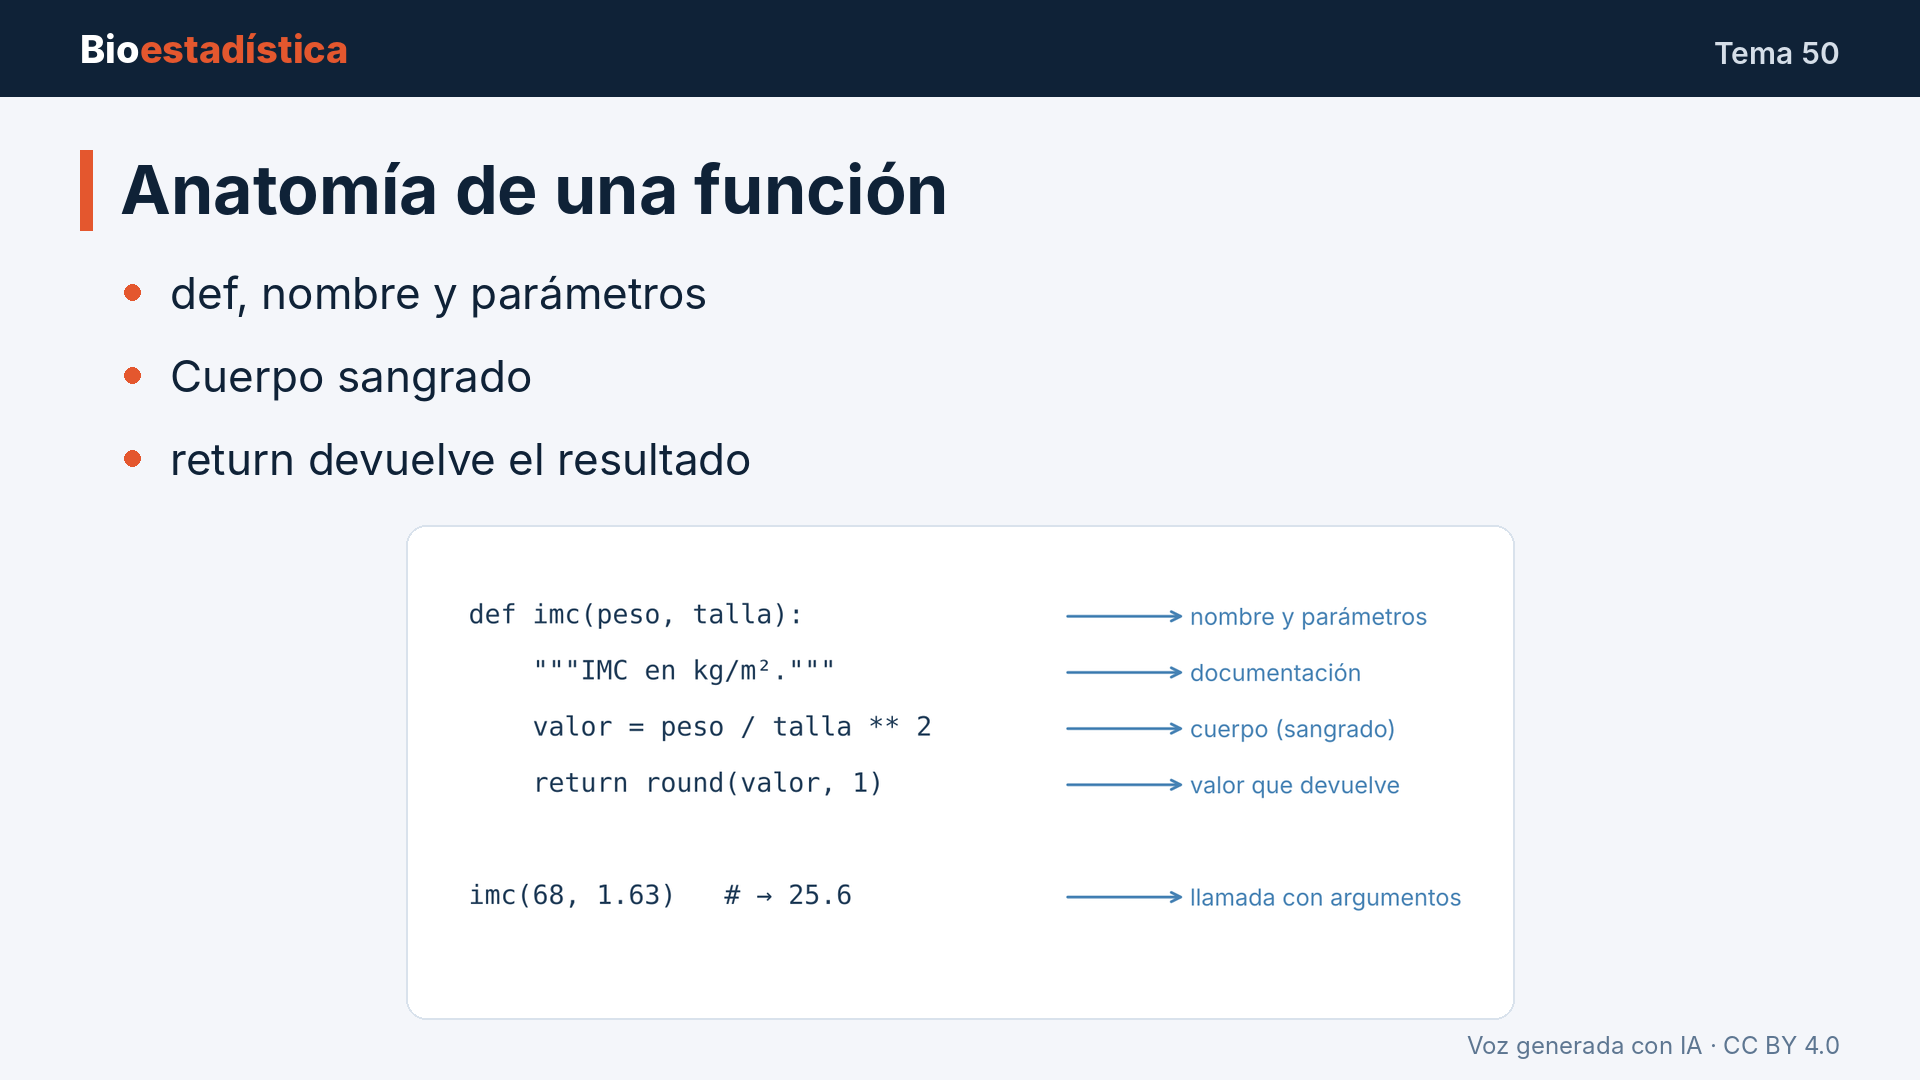 Bioestadística
Tema 50
Anatomía de una función
def, nombre y parámetros
Cuerpo sangrado
return devuelve el resultado
def imc(peso, talla): → nombre y parámetros
"""IMC en kg/m².""" → documentación
valor = peso / talla ** 2 → cuerpo (sangrado)
return round(valor, 1) → valor que devuelve
imc(68, 1.63)   # → 25.6 → llamada con argumentos
Voz generada con IA · CC BY 4.0